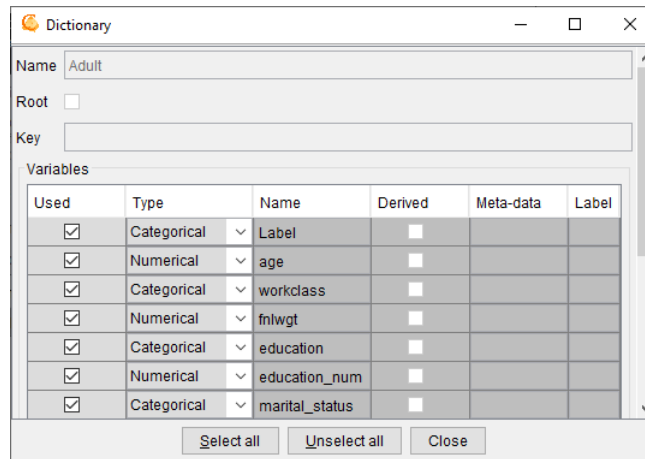 Dictionary
Name Adult
Root
Key
Variables
Used Type Name Derived Meta-data Label
Categorical Label
Numerical age
Categorical workclass
Numerical fnlwgt
Categorical education
Numerical education_num
Categorical marital_status
Select all Unselect all Close